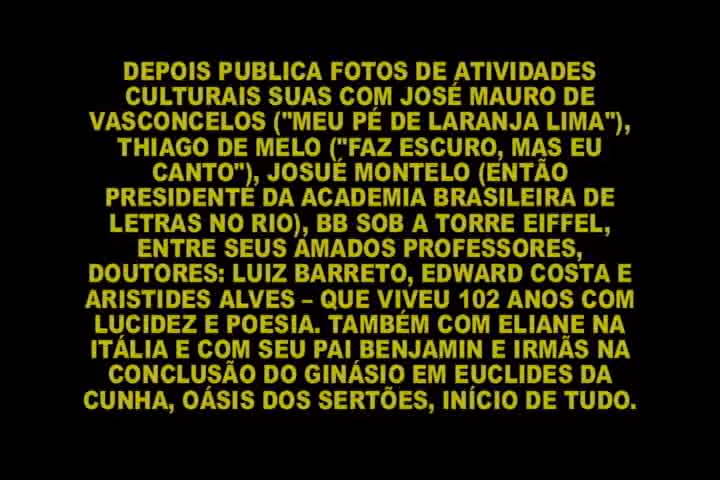 DEPOIS PUBLICA FOTOS DE ATIVIDADES
CULTURAIS SUAS COM JOSÉ MAURO DE
VASCONCELOS ("MEU PÉ DE LARANJA LIMA"),
THIAGO DE MELO ("FAZ ESCURO, MAS EU
CANTO"), JOSUÉ MONTELO (ENTÃO
PRESIDENTE DA ACADEMIA BRASILEIRA DE
LETRAS NO RIO), BB SOB A TORRE EIFFEL,
ENTRE SEUS AMADOS PROFESSORES,
DOUTORES: LUIZ BARRETO, EDWARD COSTA E
ARISTIDES ALVES – QUE VIVEU 102 ANOS COM
LUCIDEZ E POESIA. TAMBÉM COM ELIANE NA
ITÁLIA E COM SEU PAI BENJAMIN E IRMÃS NA
CONCLUSÃO DO GINÁSIO EM EUCLIDES DA
CUNHA, OÁSIS DOS SERTÕES, INÍCIO DE TUDO.